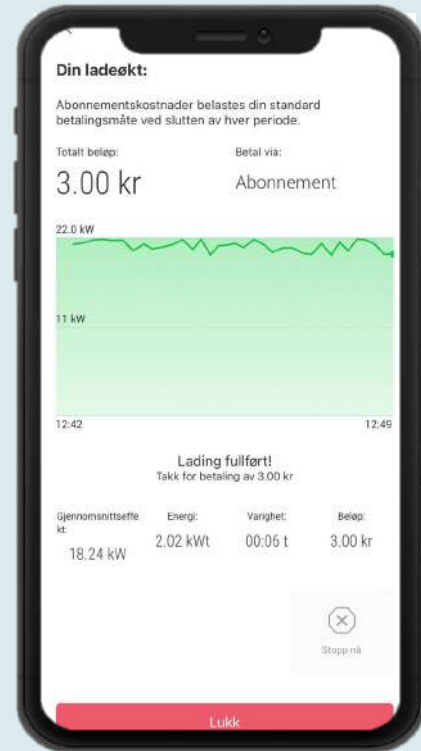 Din ladeøkt:
Abonnementskostnader belastes din standard
betalingsmåte ved slutten av hver periode.
Totalt beløp:
Betal via:
3.00 kr
Abonnement
22.0 kW
11 kW
12:42
12:49
Lading fullført!
Takk for betaling av 3.00 kr
Gjennomsnittseffe
kt:
Energi:
Varighet:
Beløp:
18.24 kW
2.02 kWt
00:06 t
3.00 kr
Stopp nå
Lukk